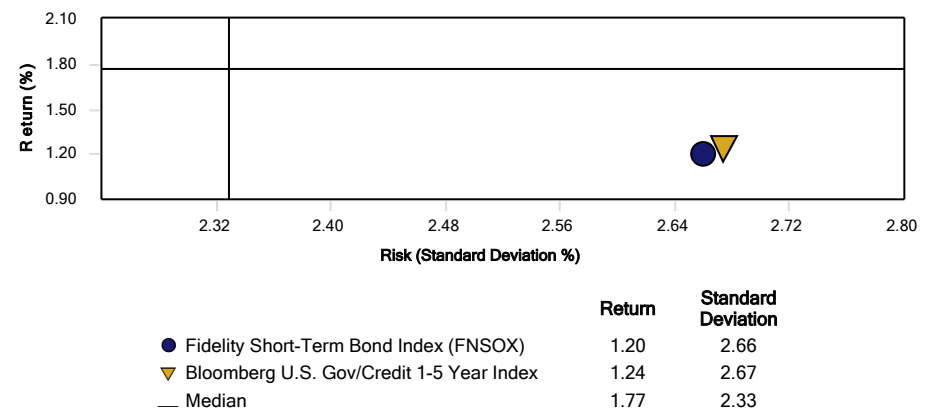 2.10
1.80
1.50
1.20
0.90
Return (%)
2.32 2.40 2.48 2.56 2.64 2.72 2.80
Risk (Standard Deviation %)
Return Standard Deviation
Fidelity Short-Term Bond Index (FNSOX) 1.20 2.66
Bloomberg U.S. Gov/Credit 1-5 Year Index 1.24 2.67
Median 1.77 2.33